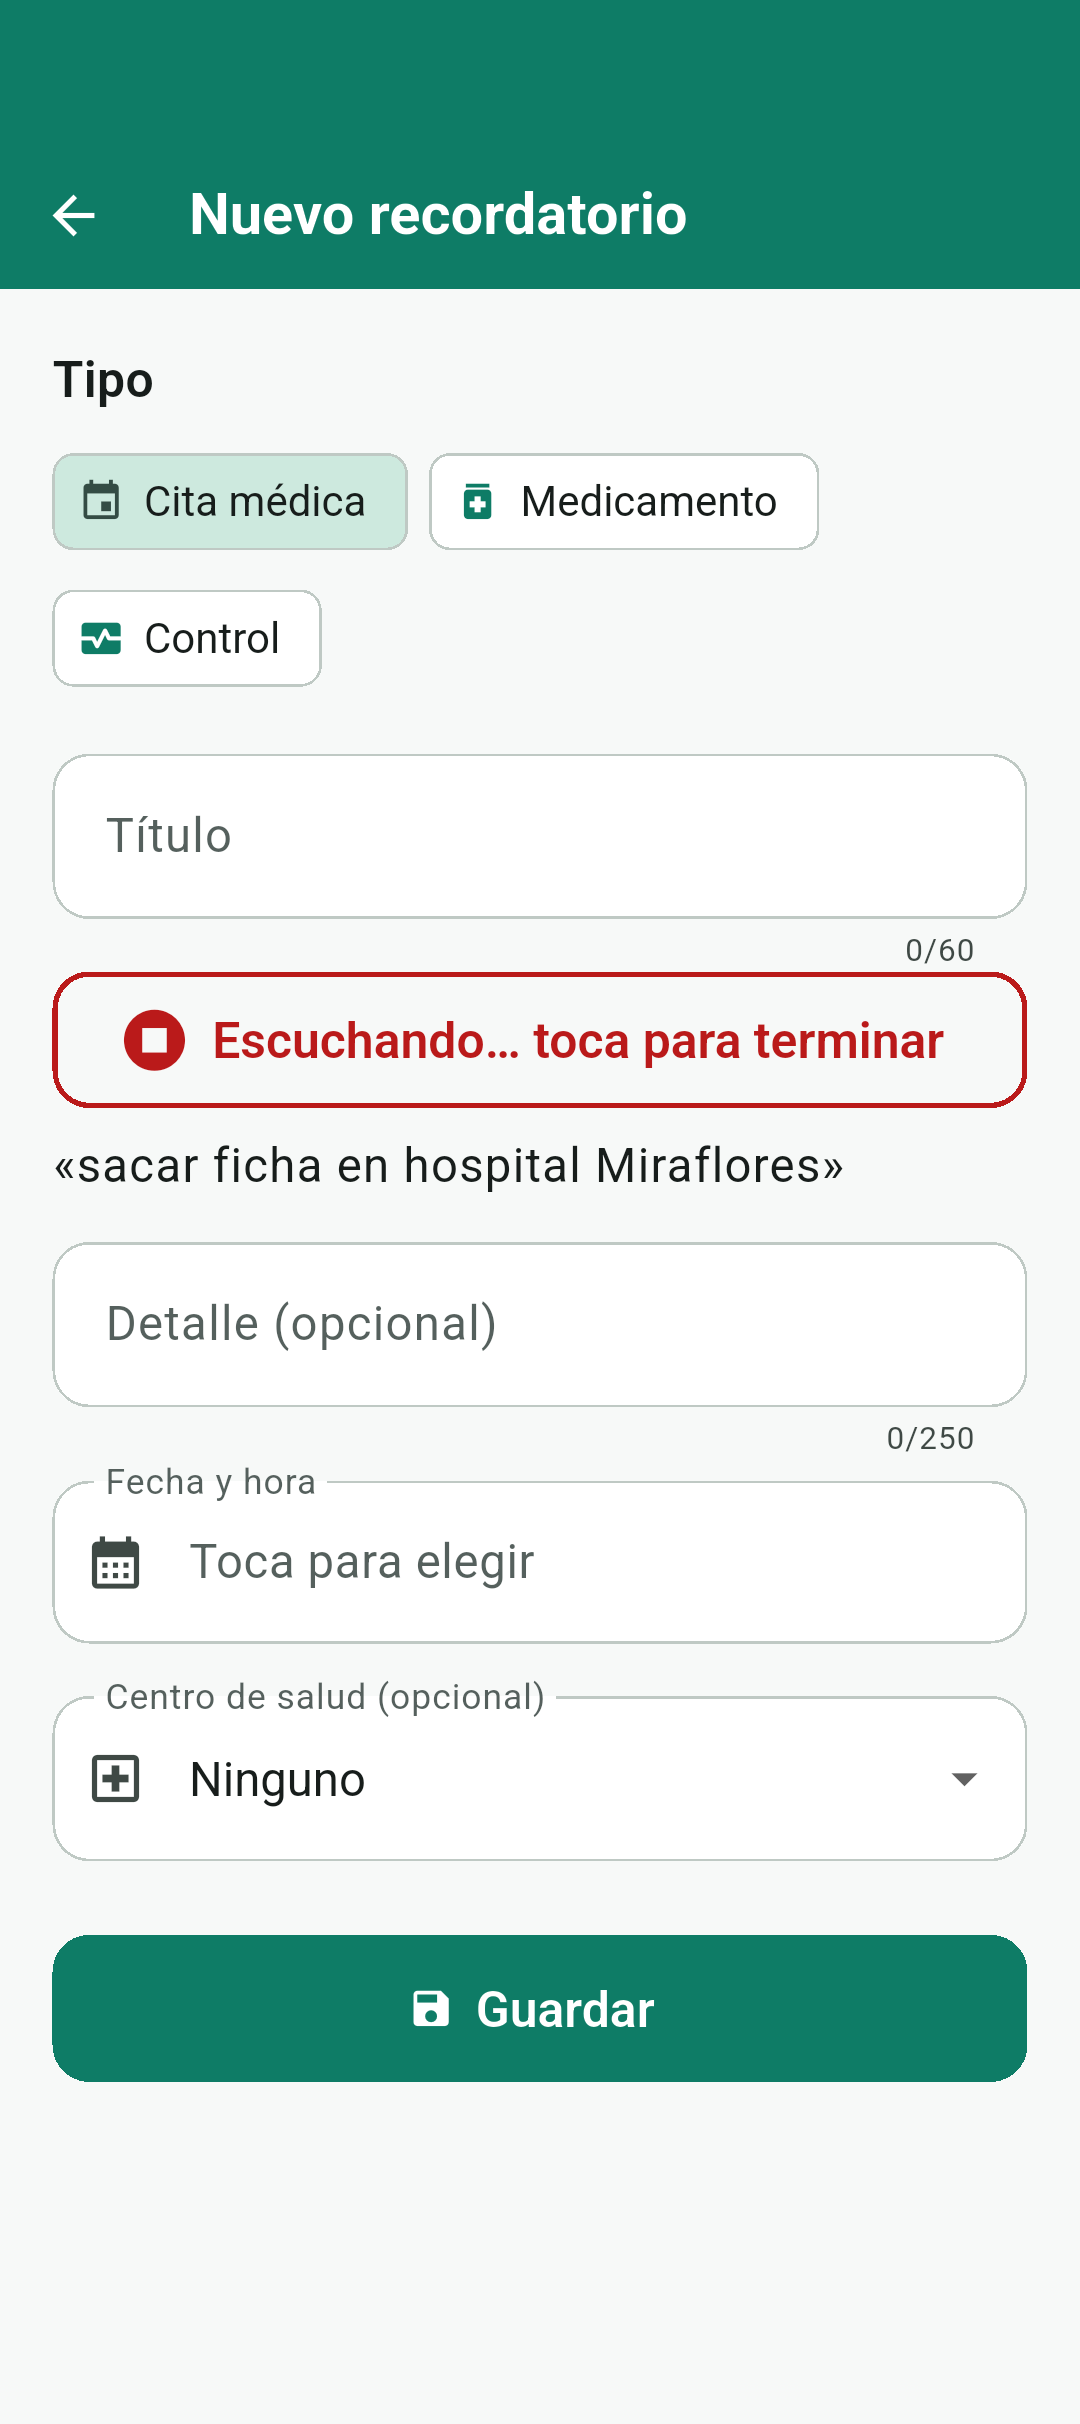 Nuevo recordatorio
Tipo
Cita médica
Medicamento
Control
Título
0/60
Escuchando... toca para terminar
«sacar ficha en hospital Miraflores»
Detalle (opcional)
0/250
Fecha y hora
Toca para elegir
Centro de salud (opcional)
Ninguno
Guardar